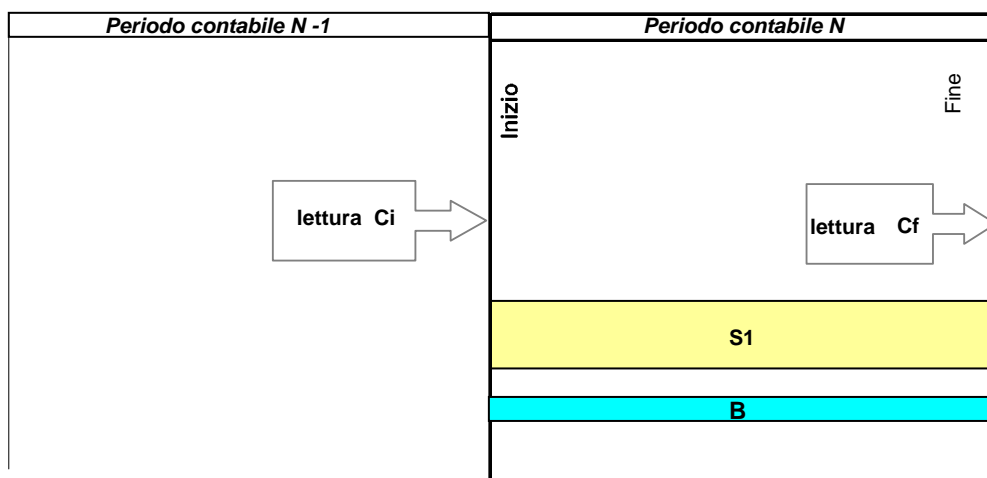 Periodo contabile N -1
Periodo contabile N
Inizio
Fine
lettura Ci
lettura Cf
S1
B